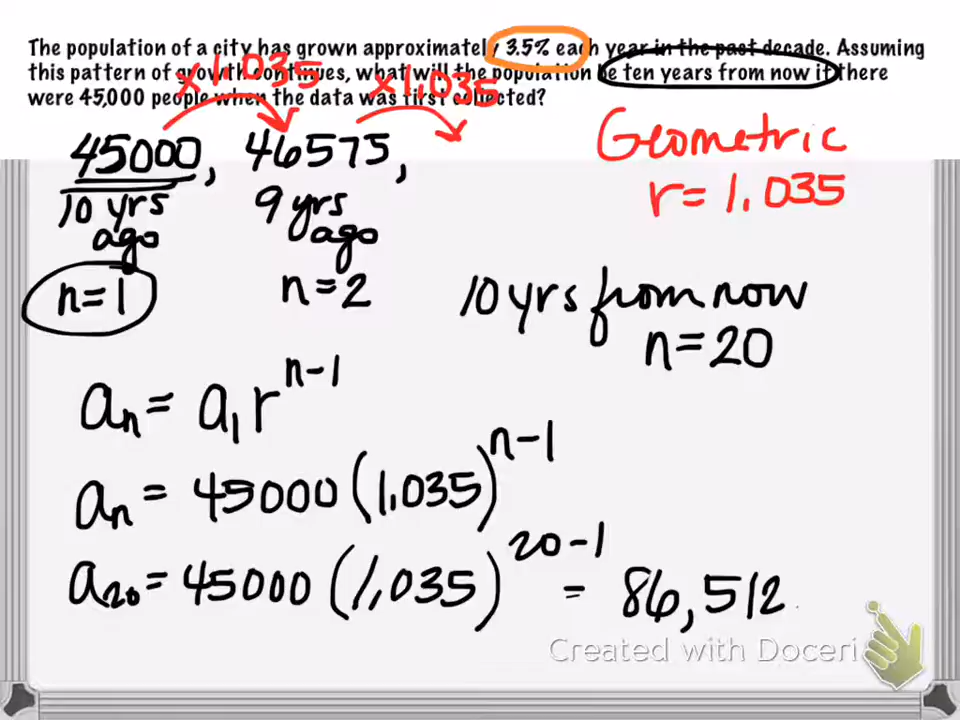 The population of a city has grown approximately 3.5% each year in the past decade. Assuming
this pattern of growth continues, what will the population be ten years from now if there
were 45,000 people when the data was first collected?
×1.035 ×1.035
45000, 46575,
10 yrs ago
9 yrs ago
n=1
n=2
Geometric
r=1.035
10 yrs from now
n=20
aₙ = a₁ rⁿ⁻¹
aₙ = 45000 (1.035)ⁿ⁻¹
a₂₀ = 45000 (1.035)²⁰⁻¹ = 86,512
Created with Doceri